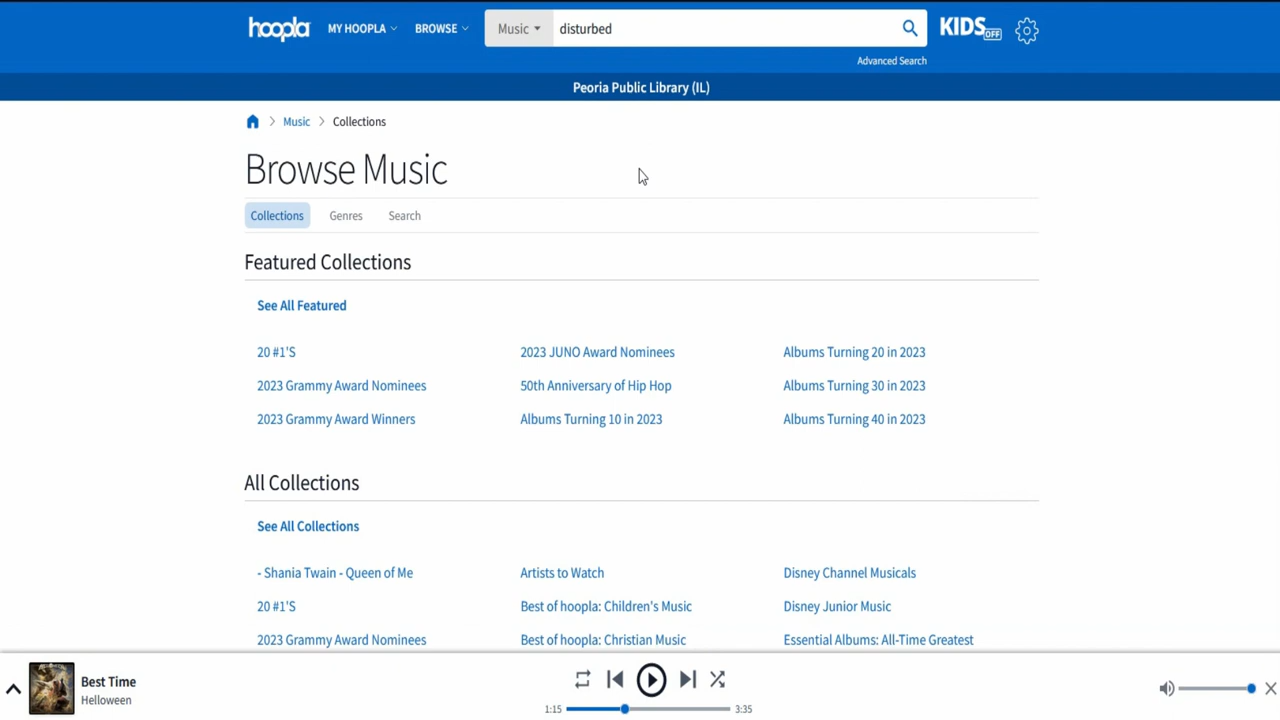 hoopla MY HOOPLA BROWSE Music disturbed KIDS OFF
Advanced Search
Peoria Public Library (IL)
Music Collections
Browse Music
Collections Genres Search
Featured Collections
See All Featured
20 #1'S 2023 JUNO Award Nominees Albums Turning 20 in 2023
2023 Grammy Award Nominees 50th Anniversary of Hip Hop Albums Turning 30 in 2023
2023 Grammy Award Winners Albums Turning 10 in 2023 Albums Turning 40 in 2023
All Collections
See All Collections
- Shania Twain - Queen of Me Artists to Watch Disney Channel Musicals
20 #1'S Best of hoopla: Children's Music Disney Junior Music
2023 Grammy Award Nominees Best of hoopla: Christian Music Essential Albums: All-Time Greatest
Best Time
Helloween
1:15 3:35